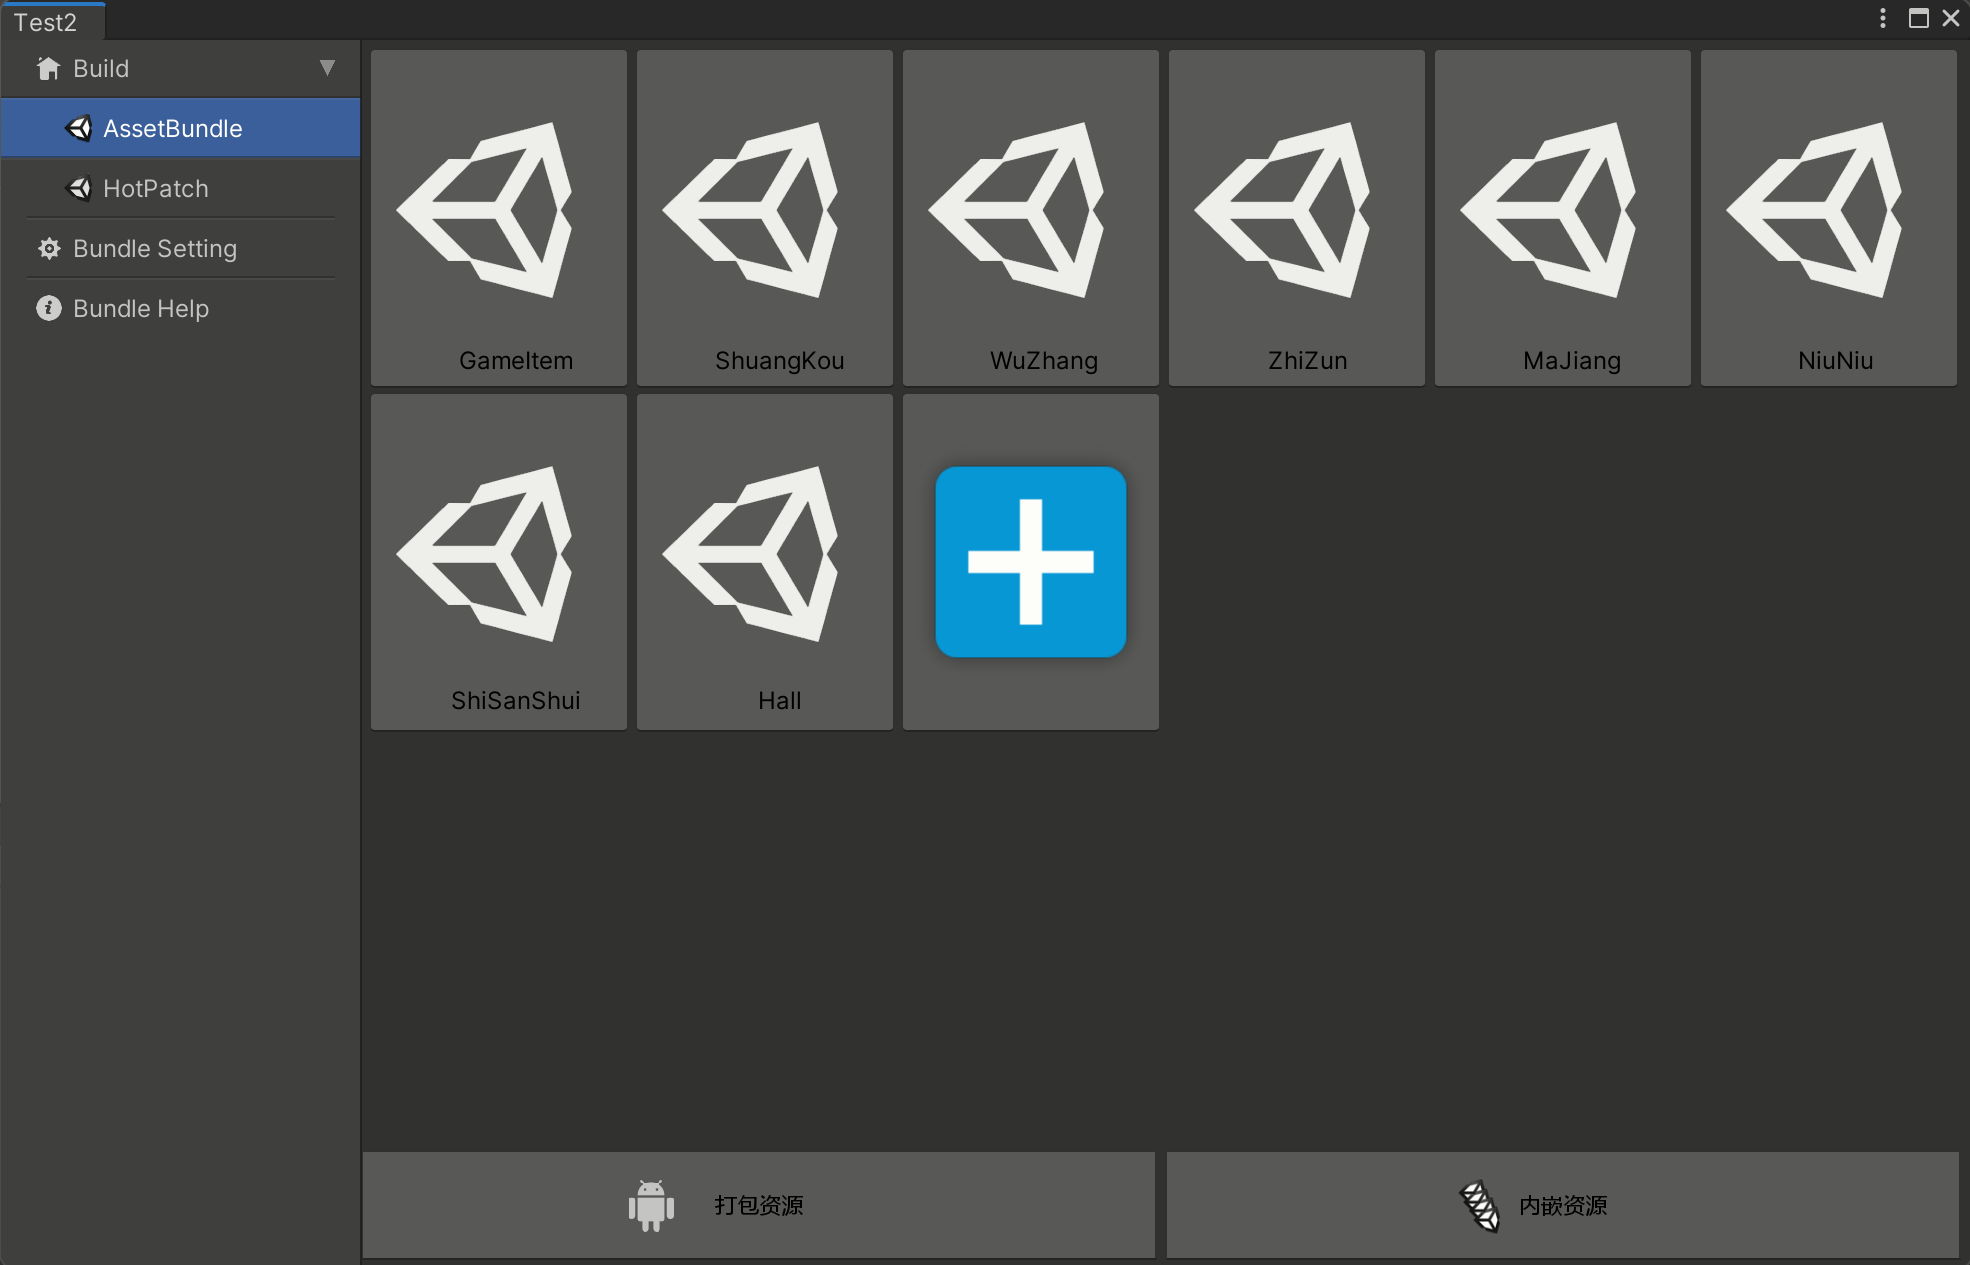 Test2
Build
AssetBundle
HotPatch
Bundle Setting
Bundle Help
GameItem
ShuangKou
WuZhang
ZhiZun
MaJiang
NiuNiu
ShiSanShui
Hall
打包资源
内嵌资源